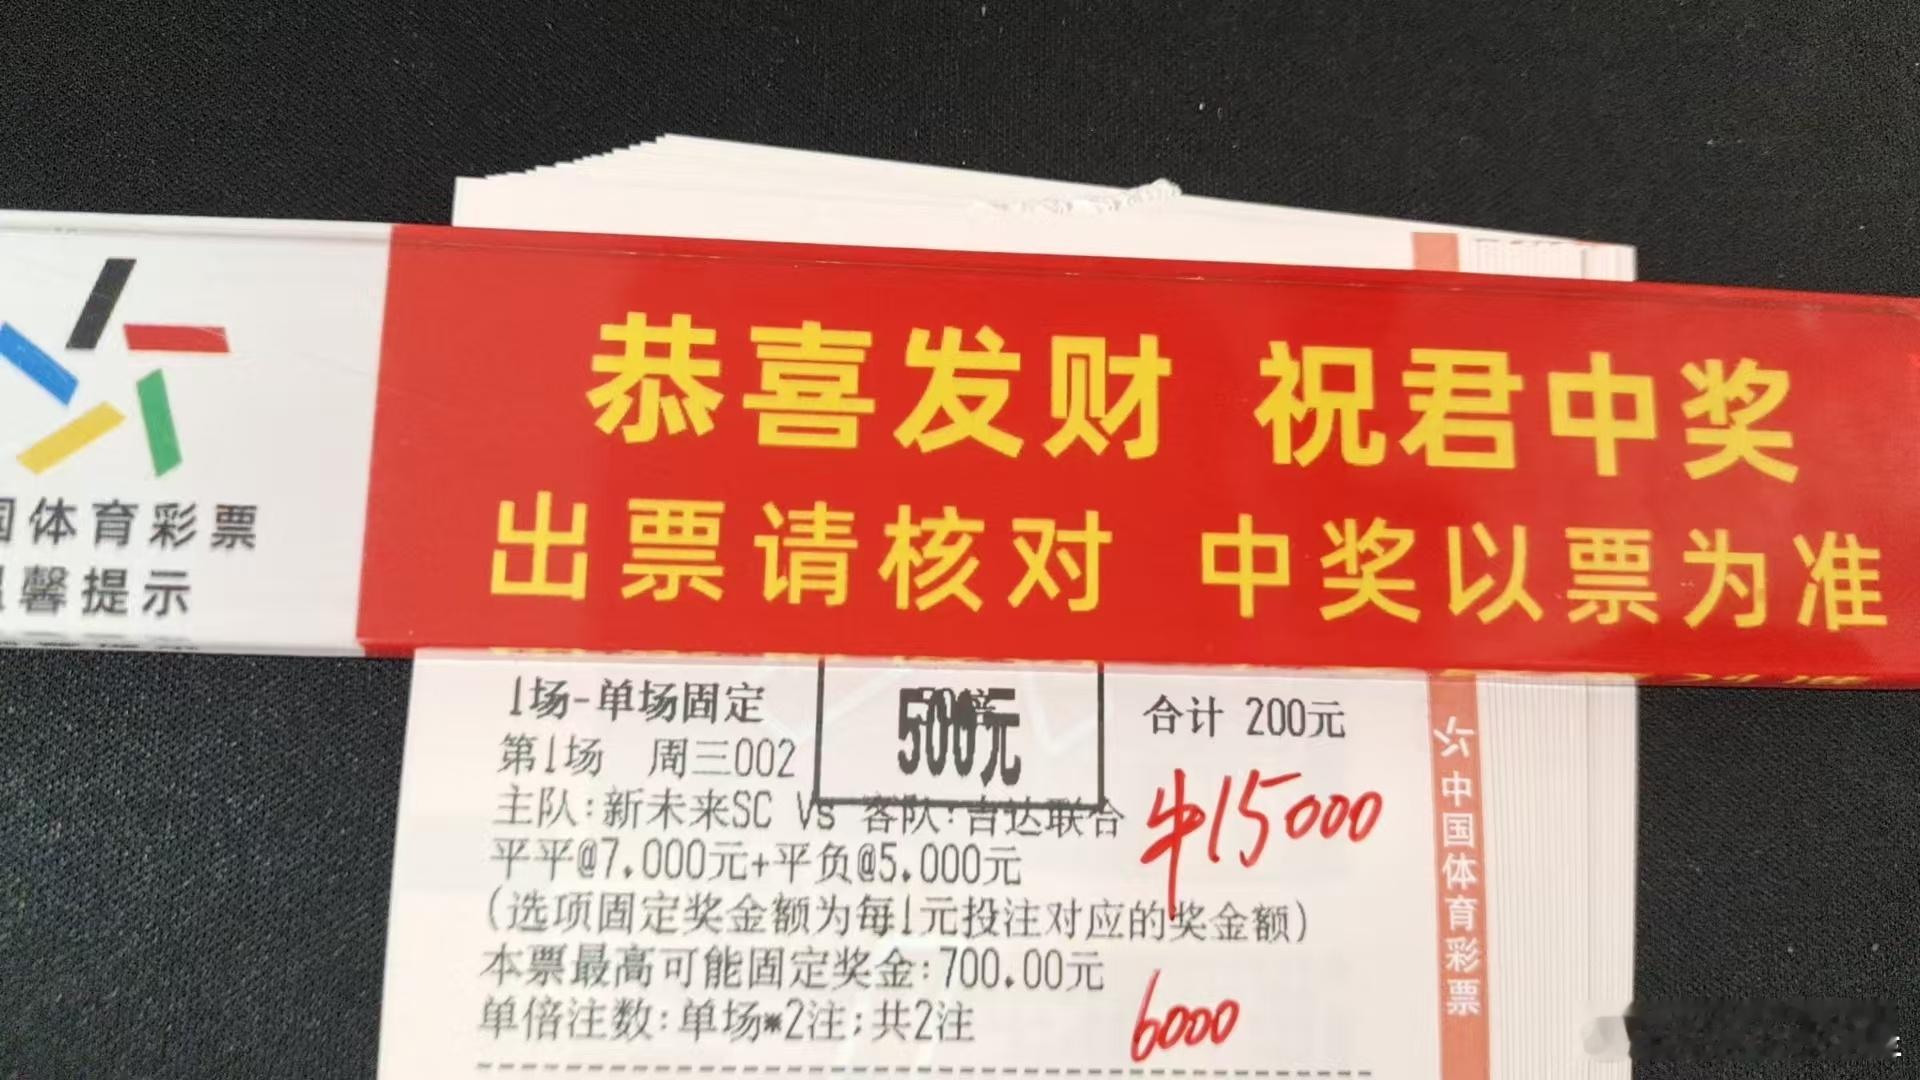 恭喜发财 祝君中奖
出票请核对 中奖以票为准
国体育彩票
温馨提示
1场-单场固定
500元
合计 200元
第1场 周三002
主队:新未来SC Vs 客队:吉达联合
平平@7.000元+平负@5.000元
中15000
(选项固定奖金额为每1元投注对应的奖金额)
本票最高可能固定奖金:700.00元
单倍注数:单场*2注;共2注
6000
中国体育彩票